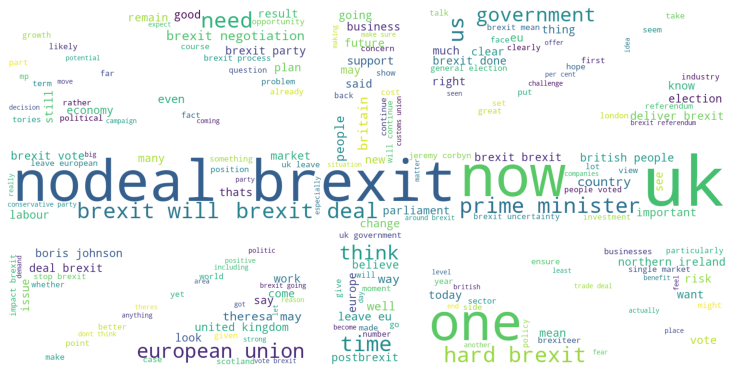 remain
good
need
result
opportunity
going
business
us
government
talk
take
expect
brexit negotiation
making
make sure
brexit mean
thing
seem
growth
course
brexit party
future
concern
much
clear
face
eu
idea
likely
potential
brexit process
plan
support
brexit done
clearly
offer
first
part
far
question
may
show
general election
hope
industry
mp
term
move
problem
said
back
right
challenge
per cent
know
still
even
already
cost
put
seen
election
decision
rather
economy
people
britain
continue
will continue
customs union
set
london
referendum
tories
political
campaign
fact
coming
great
deliver brexit
brexit referendum
brexit vote
big
many
something
market
new
jeremy corbyn
brexit brexit
british people
lot
view
see
leave european
position
uk leave
situation
country
companies
people voted
really
nodeal brexit
now
uk
conservative party
thats
party
especially
matter
labour
brexit will
brexit deal
parliament
around brexit
prime minister
brexit uncertainty
investment
important
change
uk government
boris johnson
politic
think
businesses
particularly
deal brexit
positive
including
believe
ensure
northern ireland
impact brexit
demand
stop brexit
world
brexit going
give
will
way
level
least
single market
feel
issue
whether
area
work
reason
europe
day
moment
year
british
benefit
risk
yet
come
well
today
sector
trade deal
want
theres
say
let
number
one
might
anything
got
theresa may
leave eu
end
side
policy
actually
better
united kingdom
become
made
go
another
mean
place
dont think
look
given
strong
time
brexiteer
vote
point
european union
postbrexit
hard brexit
fear
make
case
scotland
vote brexit